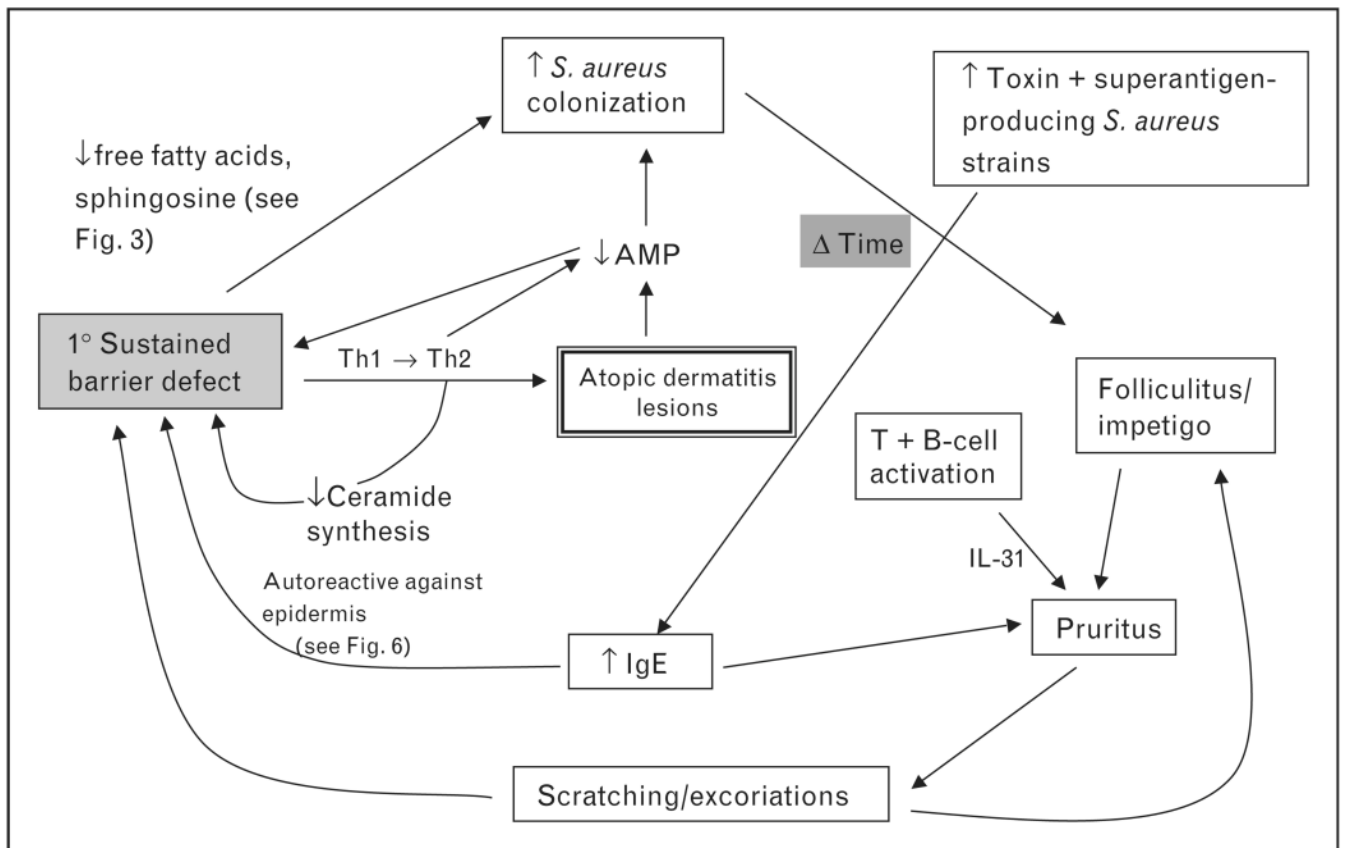 ↑ S. aureus
colonization
↑ Toxin + superantigen-
producing S. aureus
strains
↓free fatty acids,
sphingosine (see
Fig. 3)
Δ Time
↓AMP
1° Sustained
barrier defect
Th1 → Th2
Atopic dermatitis
lesions
Folliculitus/
impetigo
T + B-cell
activation
↓Ceramide
synthesis
IL-31
Autoreactive against
epidermis
(see Fig. 6)
Pruritus
↑ IgE
Scratching/excoriations